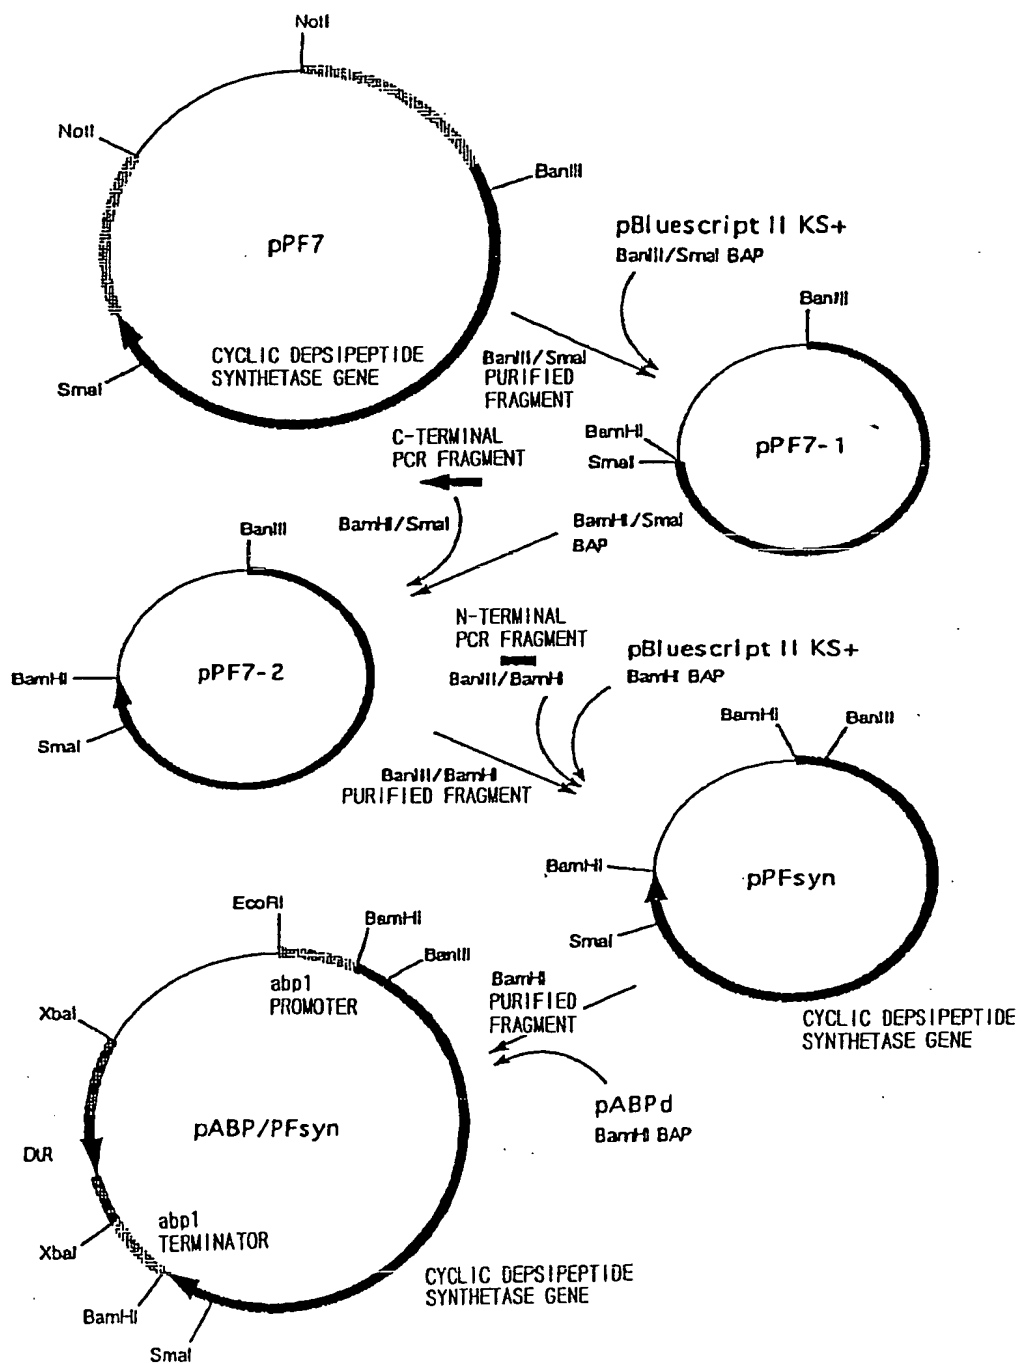 NotI
NotI
BanIII
pPF7
pBluescript II KS+
BanIII/SmaI BAP
BanIII
CYCLIC DEPSIPEPTIDE
SYNTHETASE GENE
SmaI
BanIII/SmaI
PURIFIED
FRAGMENT
C-TERMINAL
PCR FRAGMENT
BamHI
SmaI
pPF7-1
BamHI/SmaI
BamHI/SmaI
BAP
BanIII
N-TERMINAL
PCR FRAGMENT
BanIII/BamHI
pBluescript II KS+
BamHI BAP
BamHI
pPF7-2
SmaI
BamHI
BanIII
BanIII/BamHI
PURIFIED FRAGMENT
BamHI
pPFsyn
SmaI
EcoRI
BamHI
BanIII
abp1
PROMOTER
BamHI
PURIFIED
FRAGMENT
CYCLIC DEPSIPEPTIDE
SYNTHETASE GENE
XbaI
pABP/PFsyn
pABPd
BamHI BAP
DtR
abp1
TERMINATOR
XbaI
CYCLIC DEPSIPEPTIDE
SYNTHETASE GENE
BamHI
SmaI